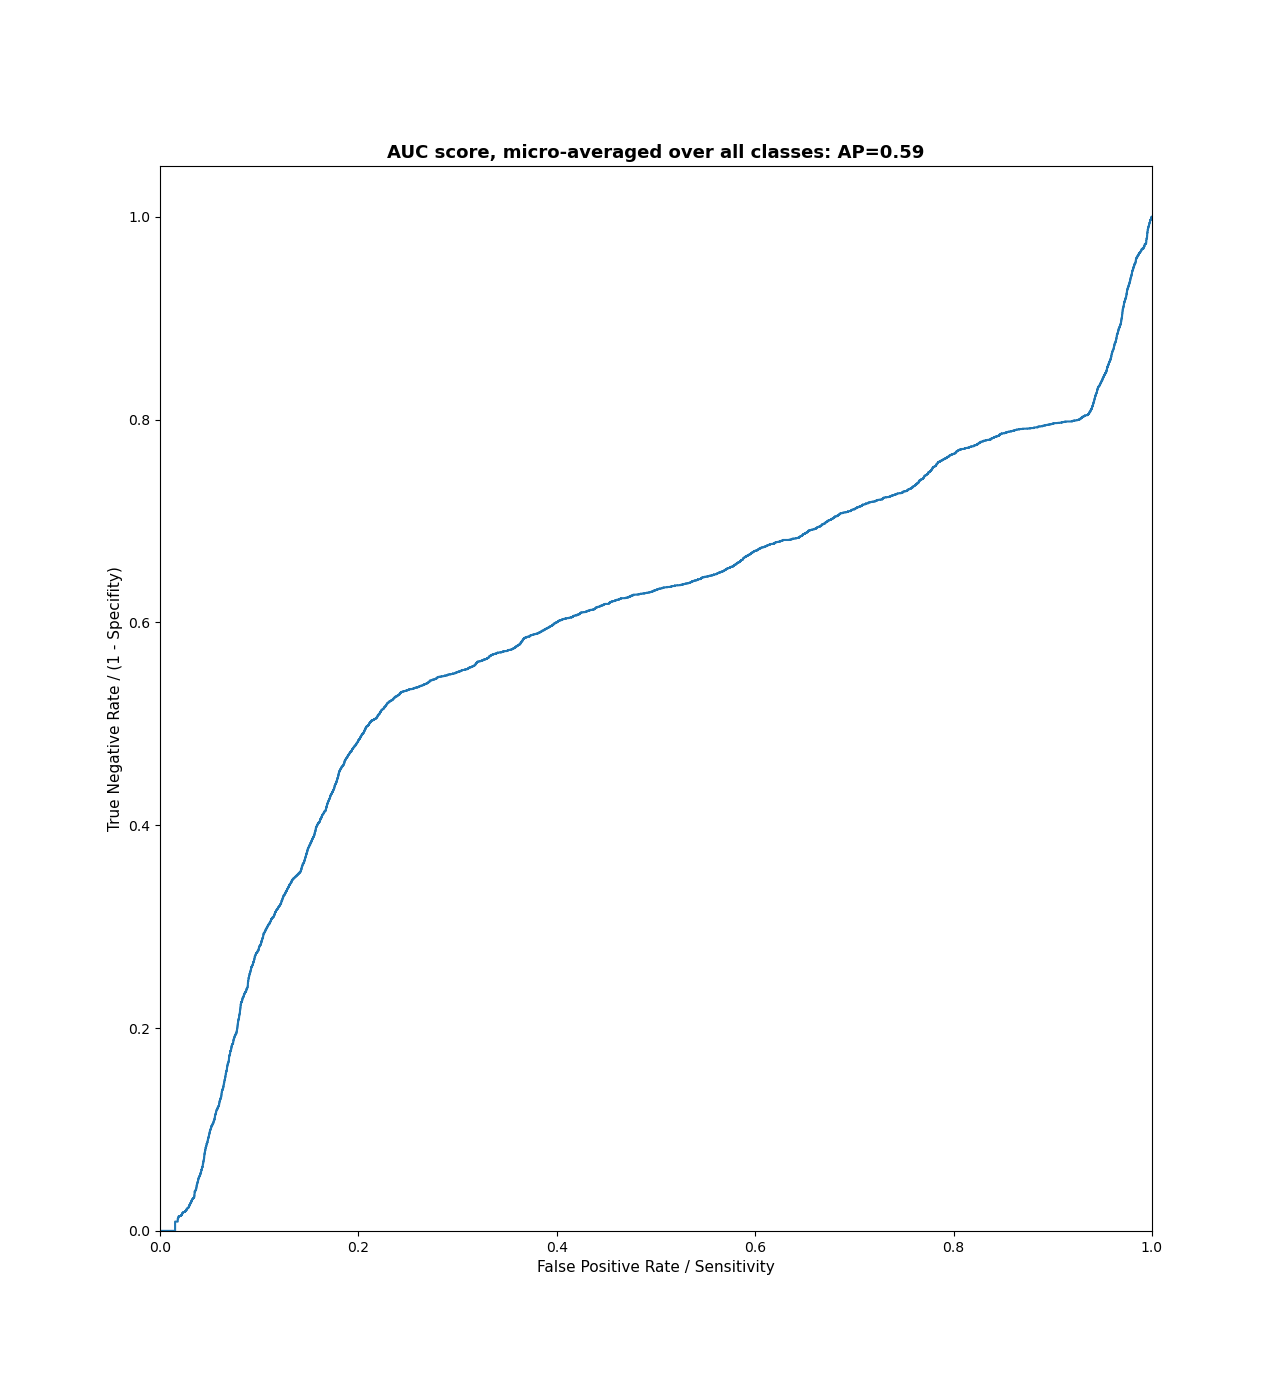 AUC score, micro-averaged over all classes: AP=0.59
1.0
0.8
0.6
0.4
0.2
0.0
True Negative Rate / (1 - Specifity)
0.0 0.2 0.4 0.6 0.8 1.0
False Positive Rate / Sensitivity